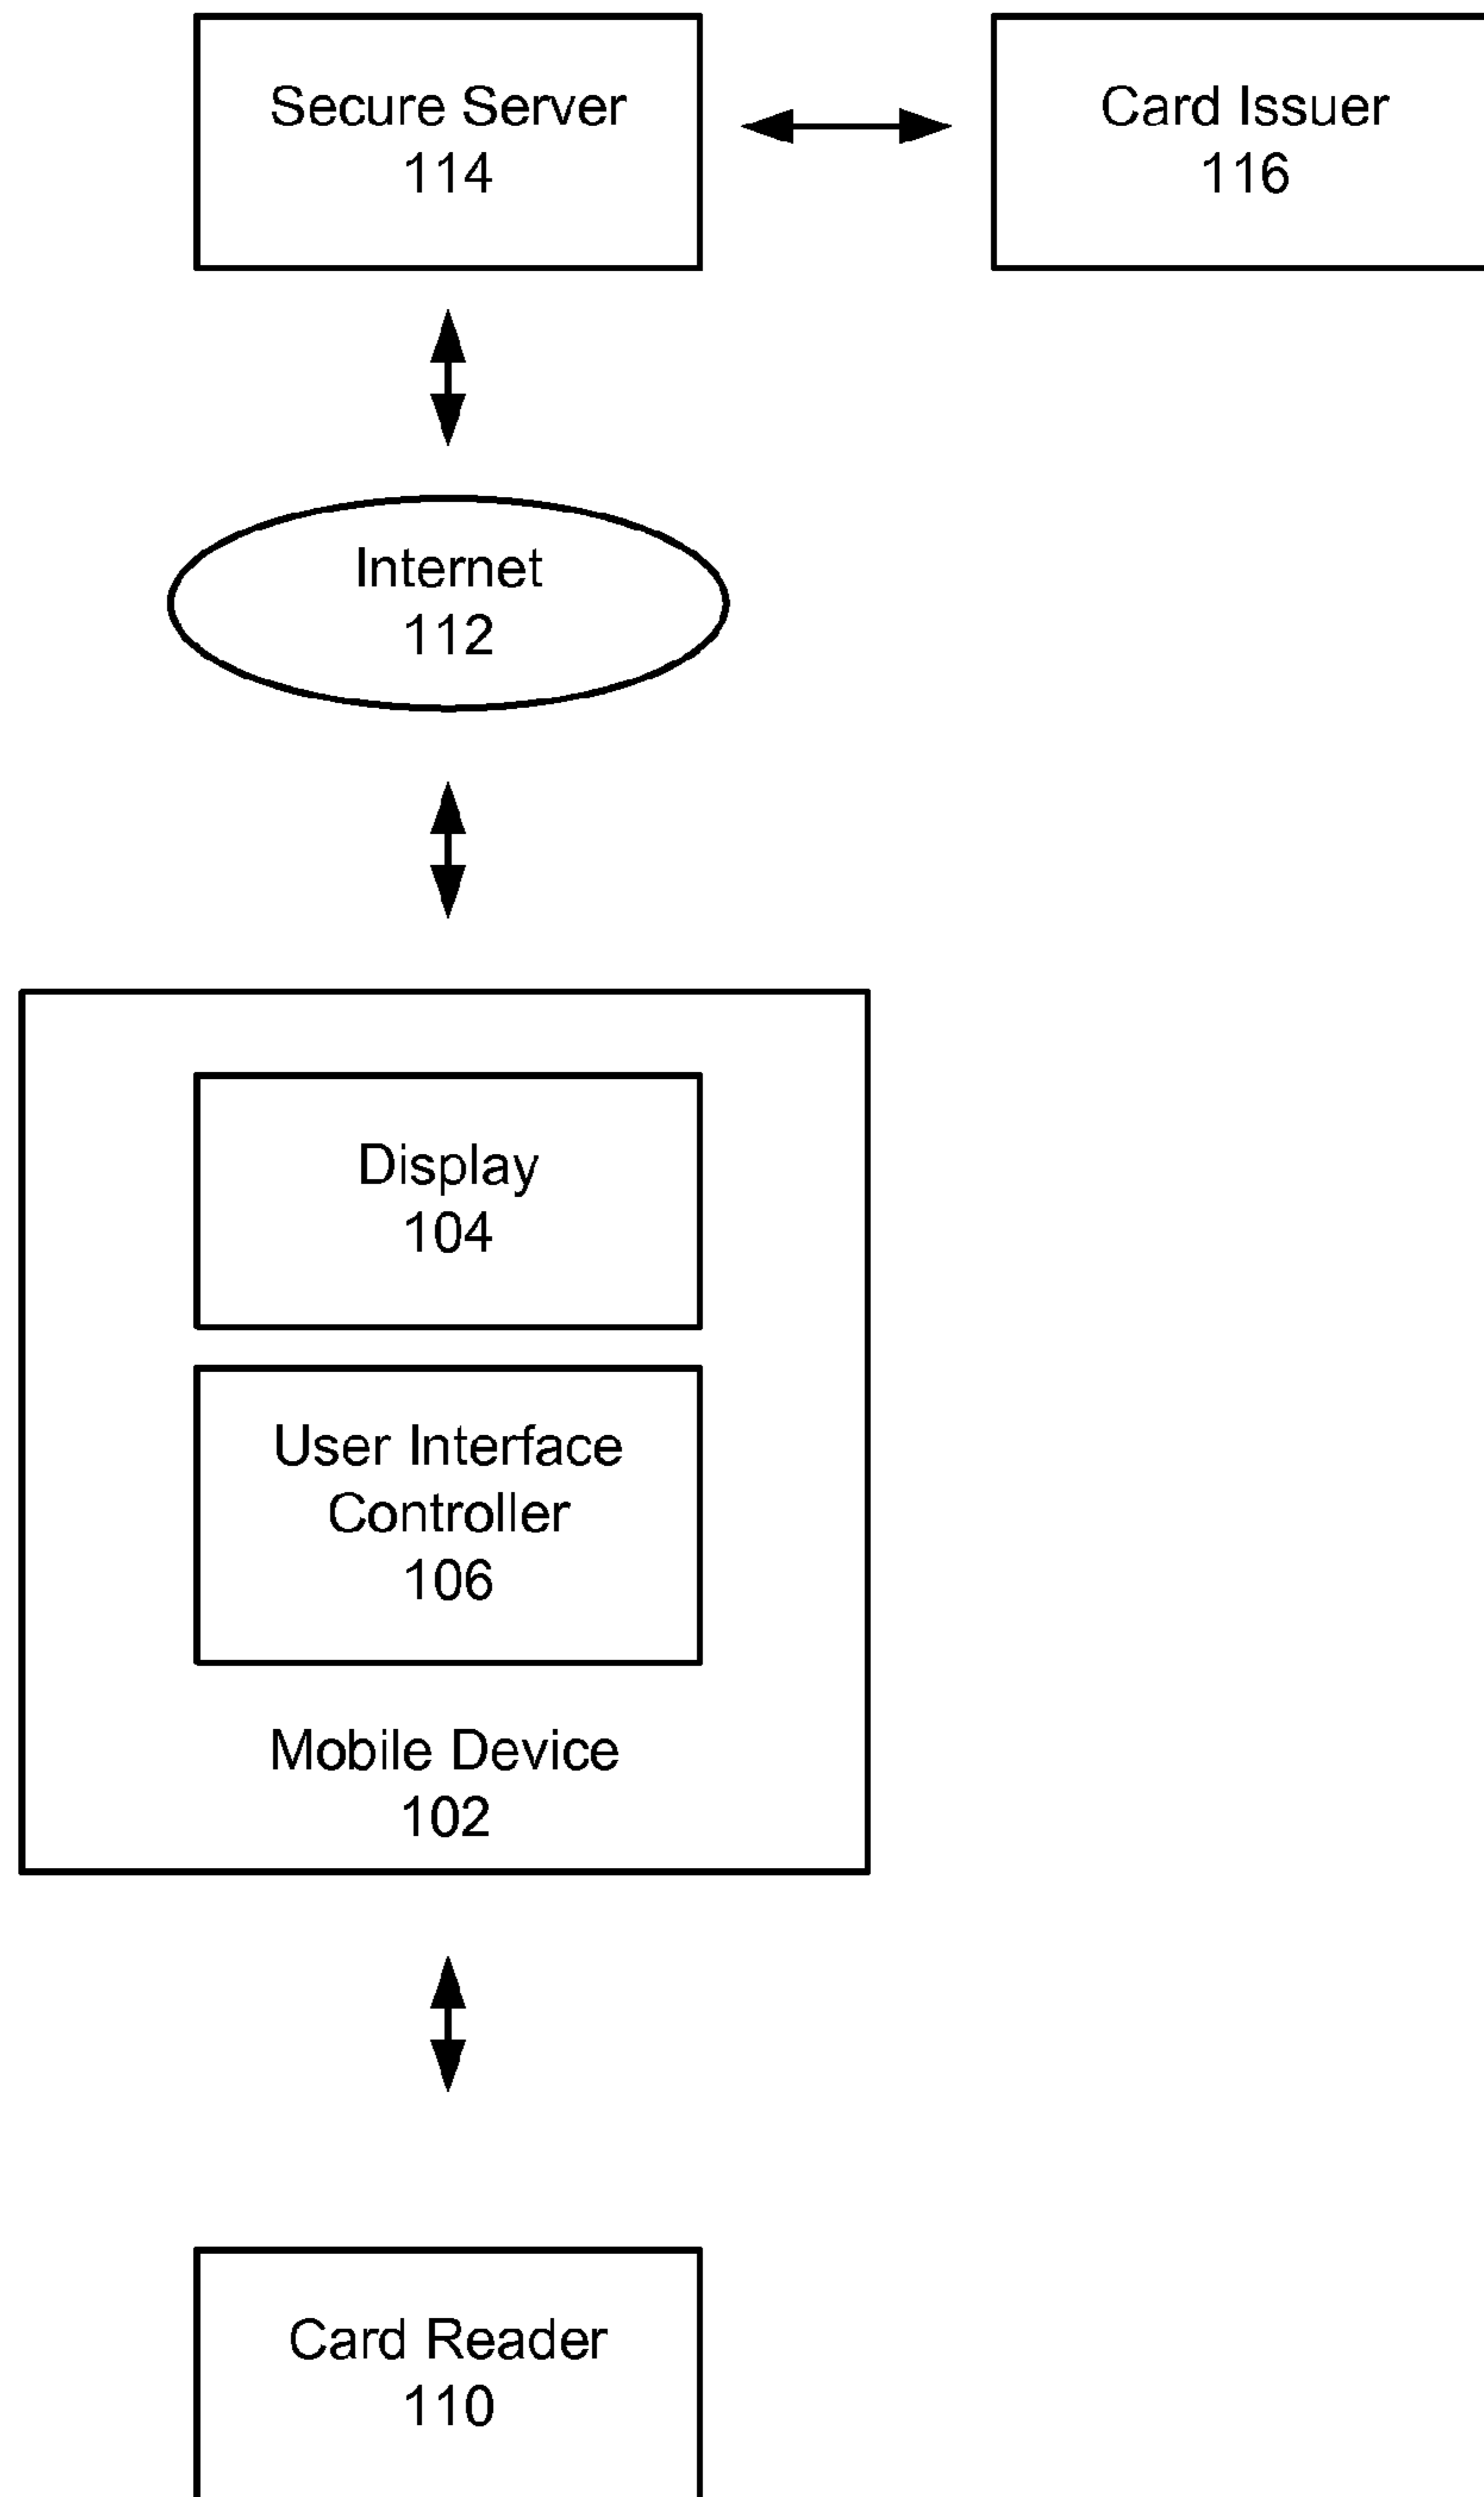 Secure Server
114
Card Issuer
116
Internet
112
Display
104
User Interface
Controller
106
Mobile Device
102
Card Reader
110